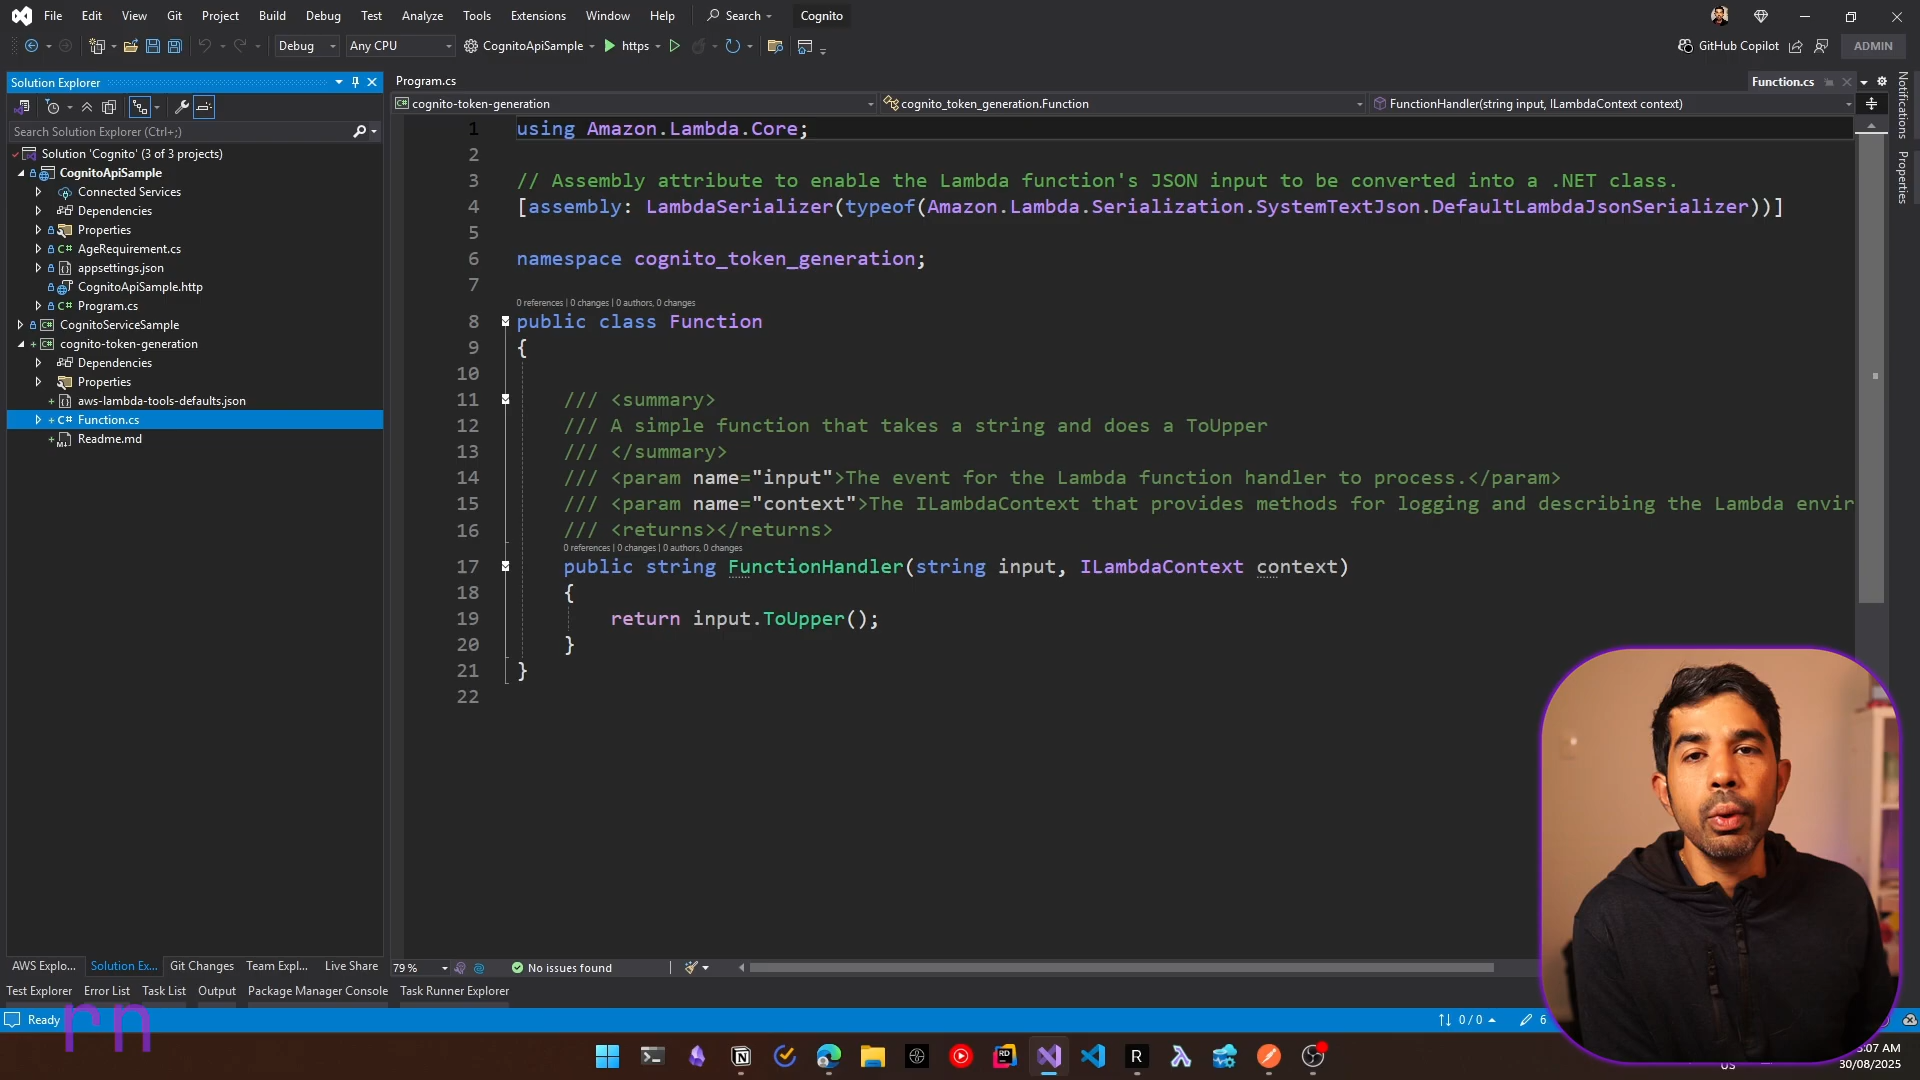 File Edit View Git Project Build Debug Test Analyze Tools Extensions Window Help Search Cognito
Debug Any CPU CognitoApiSample https GitHub Copilot ADMIN
Solution Explorer
Search Solution Explorer (Ctrl+;)
Solution 'Cognito' (3 of 3 projects)
CognitoApiSample
Connected Services
Dependencies
Properties
AgeRequirement.cs
appsettings.json
CognitoApiSample.http
Program.cs
CognitoServiceSample
cognito-token-generation
Dependencies
Properties
aws-lambda-tools-defaults.json
Function.cs
Readme.md
Program.cs Function.cs
cognito-token-generation cognito_token_generation.Function FunctionHandler(string input, ILambdaContext context)
1 using Amazon.Lambda.Core;
2
3 // Assembly attribute to enable the Lambda function's JSON input to be converted into a .NET class.
4 [assembly: LambdaSerializer(typeof(Amazon.Lambda.Serialization.SystemTextJson.DefaultLambdaJsonSerializer))]
5
6 namespace cognito_token_generation;
7
0 references | 0 changes | 0 authors, 0 changes
8 public class Function
9 {
10
11 /// <summary>
12 /// A simple function that takes a string and does a ToUpper
13 /// </summary>
14 /// <param name="input">The event for the Lambda function handler to process.</param>
15 /// <param name="context">The ILambdaContext that provides methods for logging and describing the Lambda envir
16 /// <returns></returns>
0 references | 0 changes | 0 authors, 0 changes
17 public string FunctionHandler(string input, ILambdaContext context)
18 {
19 return input.ToUpper();
20 }
21 }
22
Notifications
Properties
79 % No issues found
AWS Explo... Solution Ex... Git Changes Team Expl... Live Share
Test Explorer Error List Task List Output Package Manager Console Task Runner Explorer
Ready 0 / 0 6
rn
:07 AM
US 30/08/2025